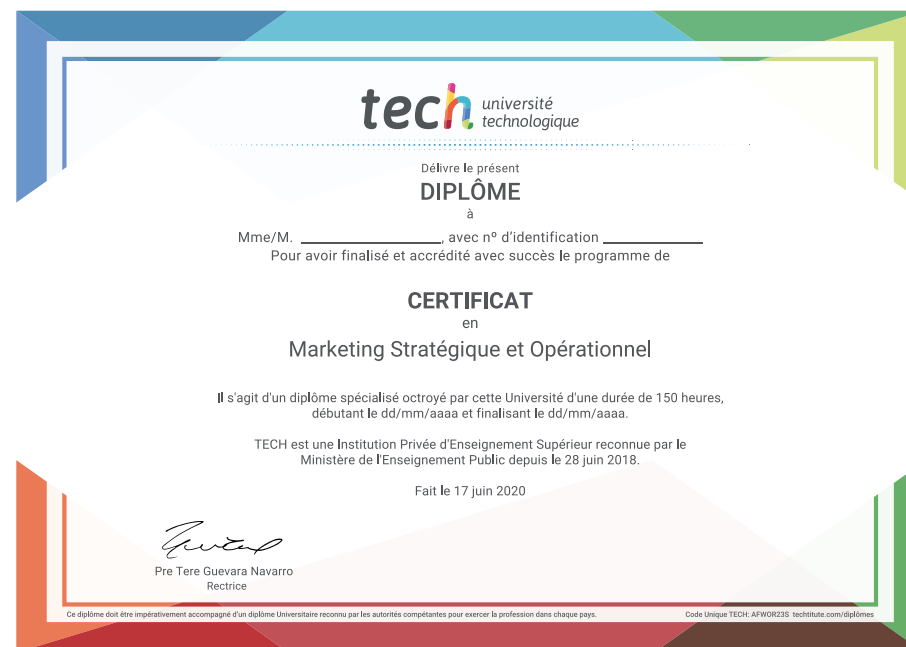 tech université
technologique
Délivre le présent
DIPLÔME
à
Mme/M. ____________________, avec nº d'identification ______________
Pour avoir finalisé et accrédité avec succès le programme de
CERTIFICAT
en
Marketing Stratégique et Opérationnel
Il s'agit d'un diplôme spécialisé octroyé par cette Université d'une durée de 150 heures,
débutant le dd/mm/aaaa et finalisant le dd/mm/aaaa.
TECH est une Institution Privée d'Enseignement Supérieur reconnue par le
Ministère de l'Enseignement Public depuis le 28 juin 2018.
Fait le 17 juin 2020
Pre Tere Guevara Navarro
Rectrice
Ce diplôme doit être impérativement accompagné d'un diplôme Universitaire reconnu par les autorités compétentes pour exercer la profession dans chaque pays.
Code Unique TECH: AFWOR23S techtitute.com/diplômes